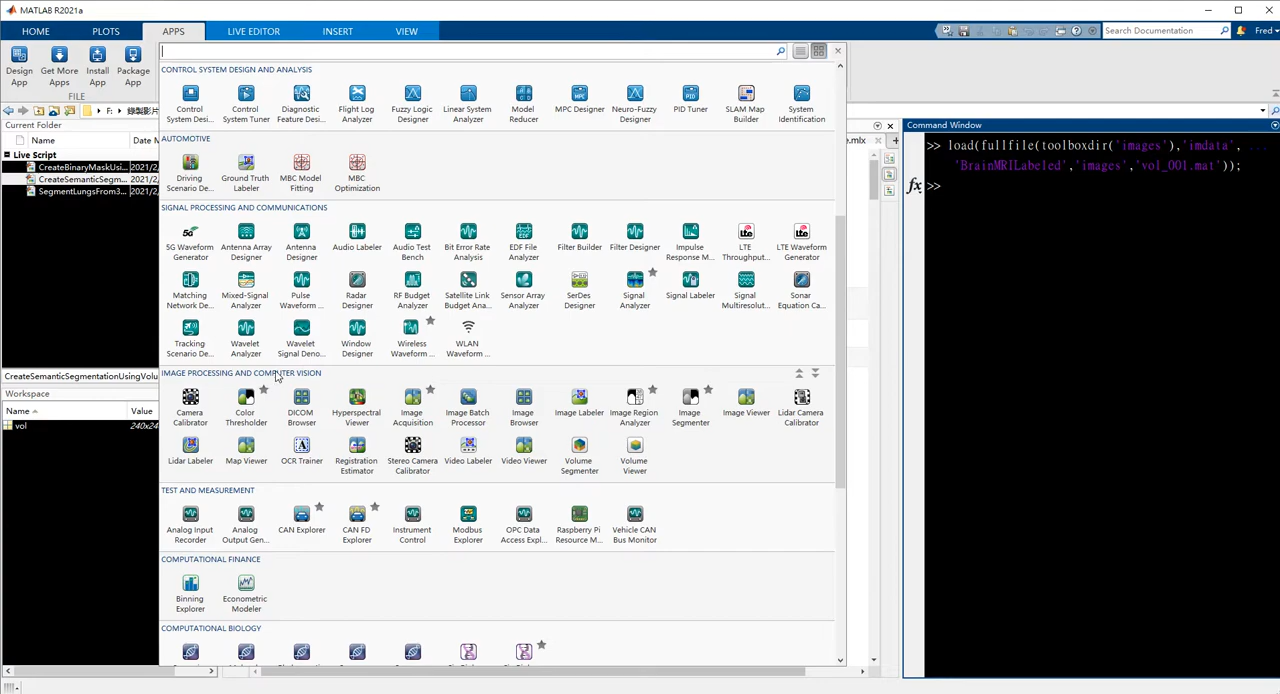 MATLAB R2021a
HOME PLOTS APPS LIVE EDITOR INSERT VIEW Search Documentation Fred
Design App Get More Apps Install App Package App
FILE
F:
Current Folder
Name Date M
Live Script
CreateBinaryMaskUsi... 2021/2
CreateSemanticSegm... 2021/2
SegmentLungsFrom3... 2021/2
CreateSemanticSegmentationUsingVolu
Workspace
Name Value
vol 240x24
CONTROL SYSTEM DESIGN AND ANALYSIS
Control System Desi... Control System Tuner Diagnostic Feature Desi... Flight Log Analyzer Fuzzy Logic Designer Linear System Analyzer Model Reducer MPC Designer Neuro-Fuzzy Designer PID Tuner SLAM Map Builder System Identification
AUTOMOTIVE
Driving Scenario De... Ground Truth Labeler MBC Model Fitting MBC Optimization
SIGNAL PROCESSING AND COMMUNICATIONS
5G Waveform Generator Antenna Array Designer Antenna Designer Audio Labeler Audio Test Bench Bit Error Rate Analysis EDF File Analyzer Filter Builder Filter Designer Impulse Response M... LTE Throughput... LTE Waveform Generator
Matching Network De... Mixed-Signal Analyzer Pulse Waveform ... Radar Designer RF Budget Analyzer Satellite Link Budget Ana... Sensor Array Analyzer SerDes Designer Signal Analyzer Signal Labeler Signal Multiresolut... Sonar Equation Ca...
Tracking Scenario De... Wavelet Analyzer Wavelet Signal Deno... Window Designer Wireless Waveform ... WLAN Waveform ...
IMAGE PROCESSING AND COMPUTER VISION
Camera Calibrator Color Thresholder DICOM Browser Hyperspectral Viewer Image Acquisition Image Batch Processor Image Browser Image Labeler Image Region Analyzer Image Segmenter Image Viewer Lidar Camera Calibrator
Lidar Labeler Map Viewer OCR Trainer Registration Estimator Stereo Camera Calibrator Video Labeler Video Viewer Volume Segmenter Volume Viewer
TEST AND MEASUREMENT
Analog Input Recorder Analog Output Gen... CAN Explorer CAN FD Explorer Instrument Control Modbus Explorer OPC Data Access Expl... Raspberry Pi Resource M... Vehicle CAN Bus Monitor
COMPUTATIONAL FINANCE
Binning Explorer Econometric Modeler
COMPUTATIONAL BIOLOGY
e.mlx
Command Window
>> load(fullfile(toolboxdir('images'),'imdata', ...
'BrainMRILabeled','images','vol_001.mat'));
fx >>